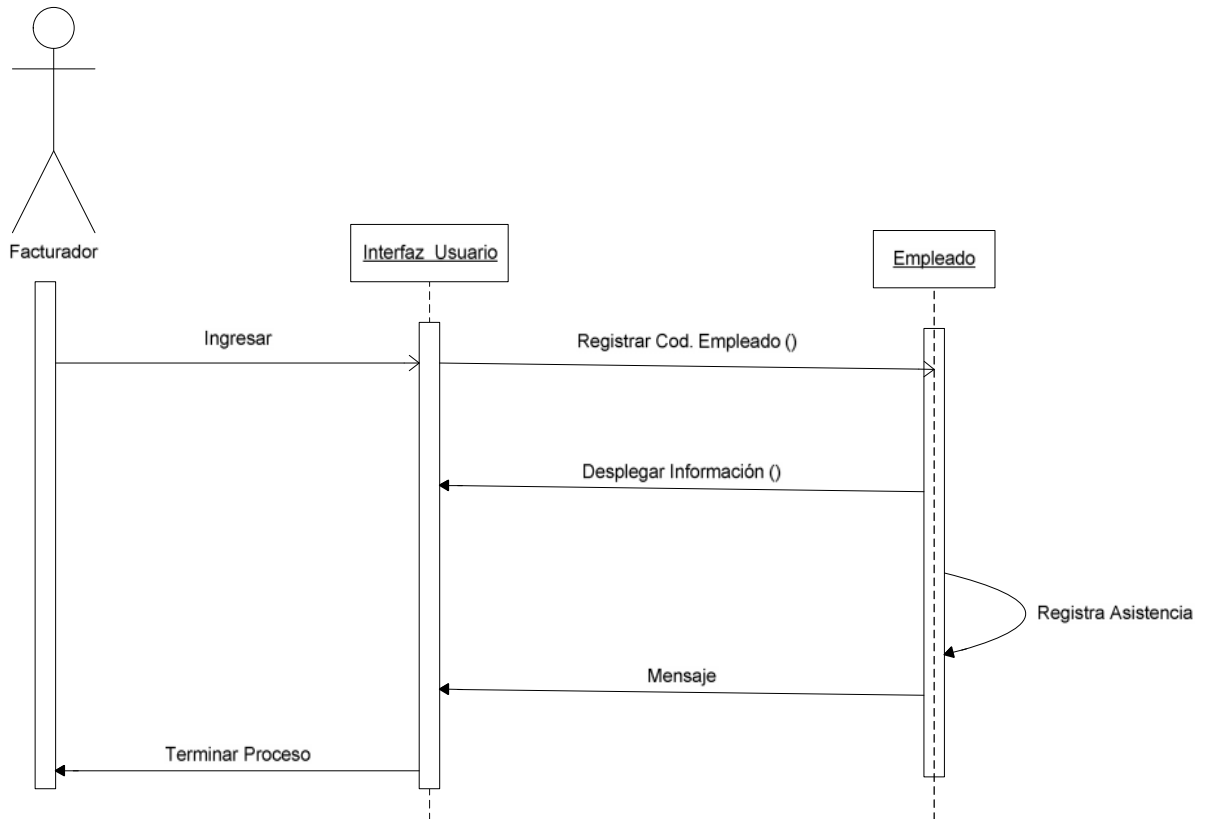 Facturador
Interfaz_Usuario
Empleado
Ingresar
Registrar Cod. Empleado ()
Desplegar Información ()
Registra Asistencia
Mensaje
Terminar Proceso